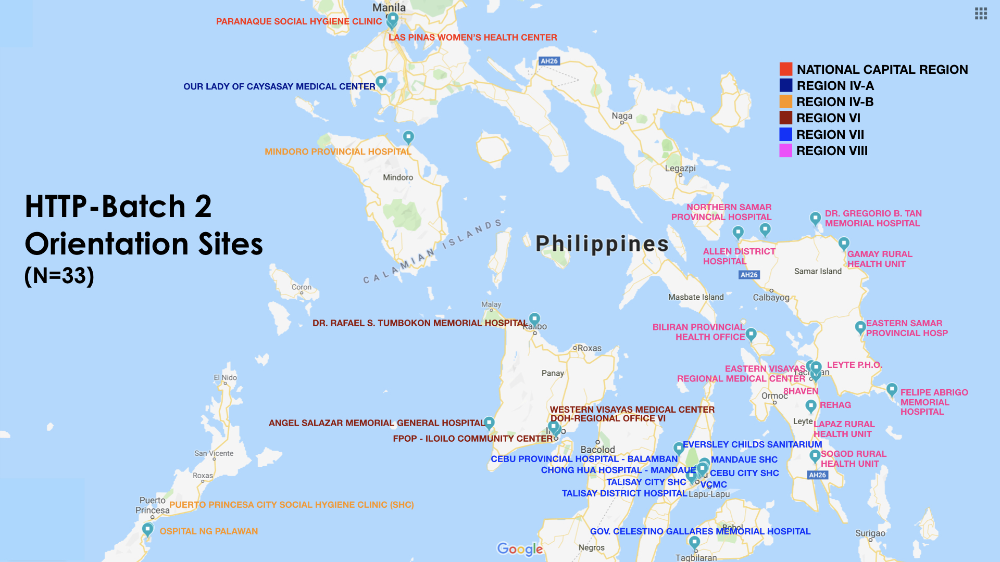 Manila
PARANAQUE SOCIAL HYGIENE CLINIC
LAS PINAS WOMEN'S HEALTH CENTER
AH26
NATIONAL CAPITAL REGION
REGION IV-A
REGION IV-B
REGION VI
REGION VII
REGION VIII
OUR LADY OF CAYSASAY MEDICAL CENTER
Naga
MINDORO PROVINCIAL HOSPITAL
Mindoro
Legazpi
HTTP-Batch 2
Orientation Sites
(N=33)
NORTHERN SAMAR
PROVINCIAL HOSPITAL
DR. GREGORIO B. TAN
MEMORIAL HOSPITAL
CALAMIAN ISLANDS
Philippines
ALLEN DISTRICT
HOSPITAL
GAMAY RURAL
HEALTH UNIT
AH26
Samar Island
Coron
Masbate Island
Calbayog
Malay
DR. RAFAEL S. TUMBOKON MEMORIAL HOSPITAL
Kalibo
BILIRAN PROVINCIAL
HEALTH OFFICE
EASTERN SAMAR
PROVINCIAL HOSP
Roxas
El Nido
Panay
EASTERN VISAYAS
REGIONAL MEDICAL CENTER
LEYTE P.H.O.
8HAVEN
Ormoc
FELIPE ABRIGO
MEMORIAL
HOSPITAL
REHAG
WESTERN VISAYAS MEDICAL CENTER
DOH-REGIONAL OFFICE VI
ANGEL SALAZAR MEMORIAL GENERAL HOSPITAL
Leyte
LAPAZ RURAL
HEALTH UNIT
FPOP - ILOILO COMMUNITY CENTER
Bacolod
EVERSLEY CHILDS SANITARIUM
San Vicente
CEBU PROVINCIAL HOSPITAL - BALAMBAN
MANDAUE SHC
SOGOD RURAL
HEALTH UNIT
CHONG HUA HOSPITAL - MANDAUE
CEBU CITY SHC
AH26
Roxas
TALISAY CITY SHC
VCMC
TALISAY DISTRICT HOSPITAL
Lapu-Lapu
Puerto
Princesa
PUERTO PRINCESA CITY SOCIAL HYGIENE CLINIC (SHC)
OSPITAL NG PALAWAN
Bohol
GOV. CELESTINO GALLARES MEMORIAL HOSPITAL
Surigao
Google
Negros
Tagbilaran